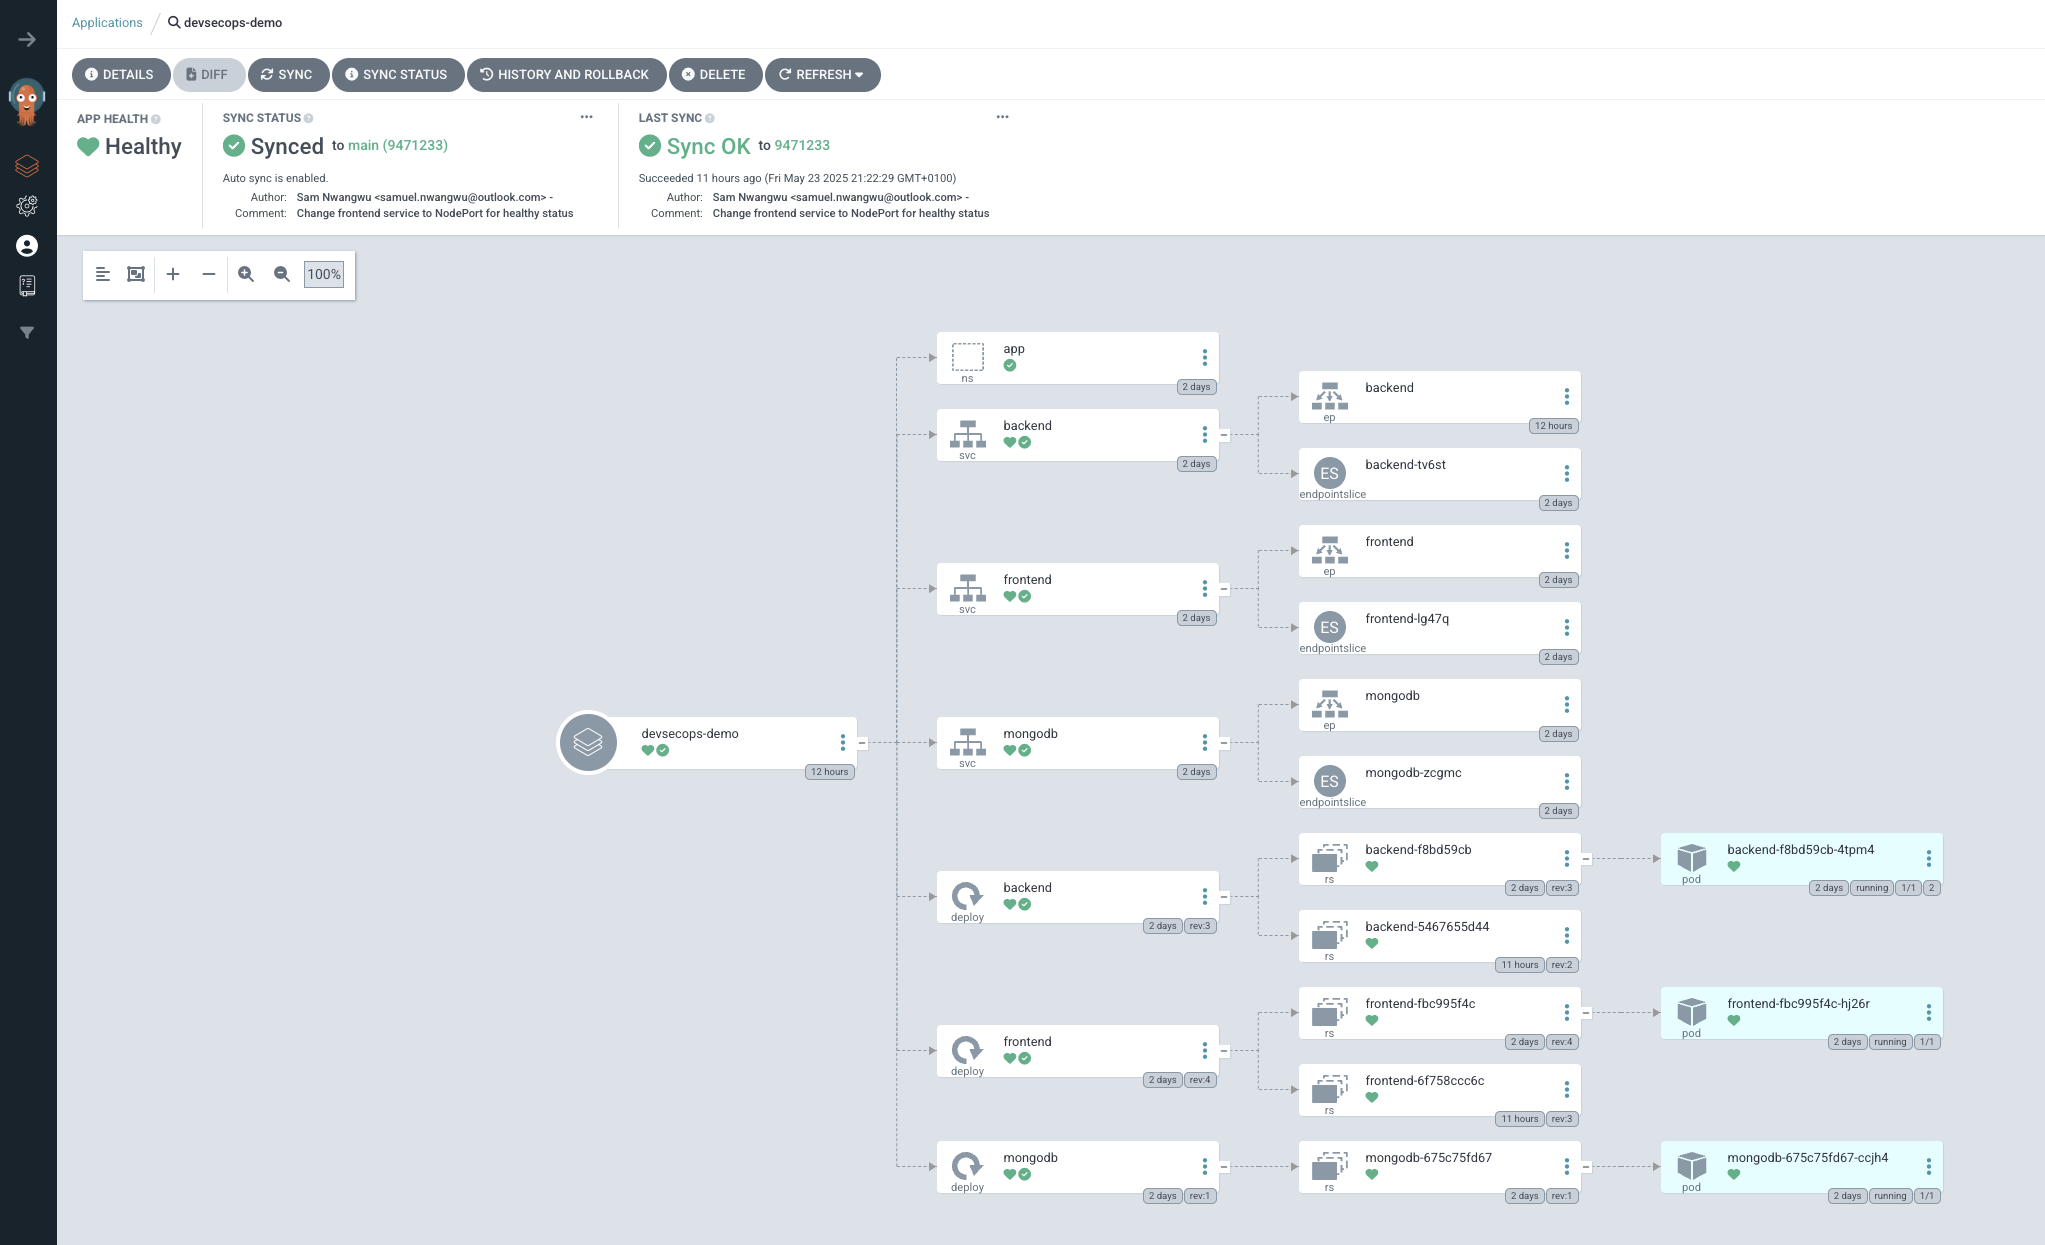 Applications / devsecops-demo
DETAILS DIFF SYNC SYNC STATUS HISTORY AND ROLLBACK DELETE REFRESH
APP HEALTH
Healthy
SYNC STATUS
Synced to main (9471233)
Auto sync is enabled.
Author: Sam Nwangwu <samuel.nwangwu@outlook.com> -
Comment: Change frontend service to NodePort for healthy status
LAST SYNC
Sync OK to 9471233
Succeeded 11 hours ago (Fri May 23 2025 21:22:29 GMT+0100)
Author: Sam Nwangwu <samuel.nwangwu@outlook.com> -
Comment: Change frontend service to NodePort for healthy status
100%
devsecops-demo
12 hours
app
ns
2 days
backend
svc
2 days
backend
ep
12 hours
ES
backend-tv6st
endpointslice
2 days
frontend
svc
2 days
frontend
ep
2 days
ES
frontend-lg47q
endpointslice
2 days
mongodb
svc
2 days
mongodb
ep
2 days
ES
mongodb-zcgmc
endpointslice
2 days
backend
deploy
2 days rev:3
backend-f8bd59cb
rs
2 days rev:3
backend-f8bd59cb-4tpm4
pod
2 days running 1/1 2
backend-5467655d44
rs
11 hours rev:2
frontend
deploy
2 days rev:4
frontend-fbc995f4c
rs
2 days rev:4
frontend-fbc995f4c-hj26r
pod
2 days running 1/1
frontend-6f758ccc6c
rs
11 hours rev:3
mongodb
deploy
2 days rev:1
mongodb-675c75fd67
rs
2 days rev:1
mongodb-675c75fd67-ccjh4
pod
2 days running 1/1